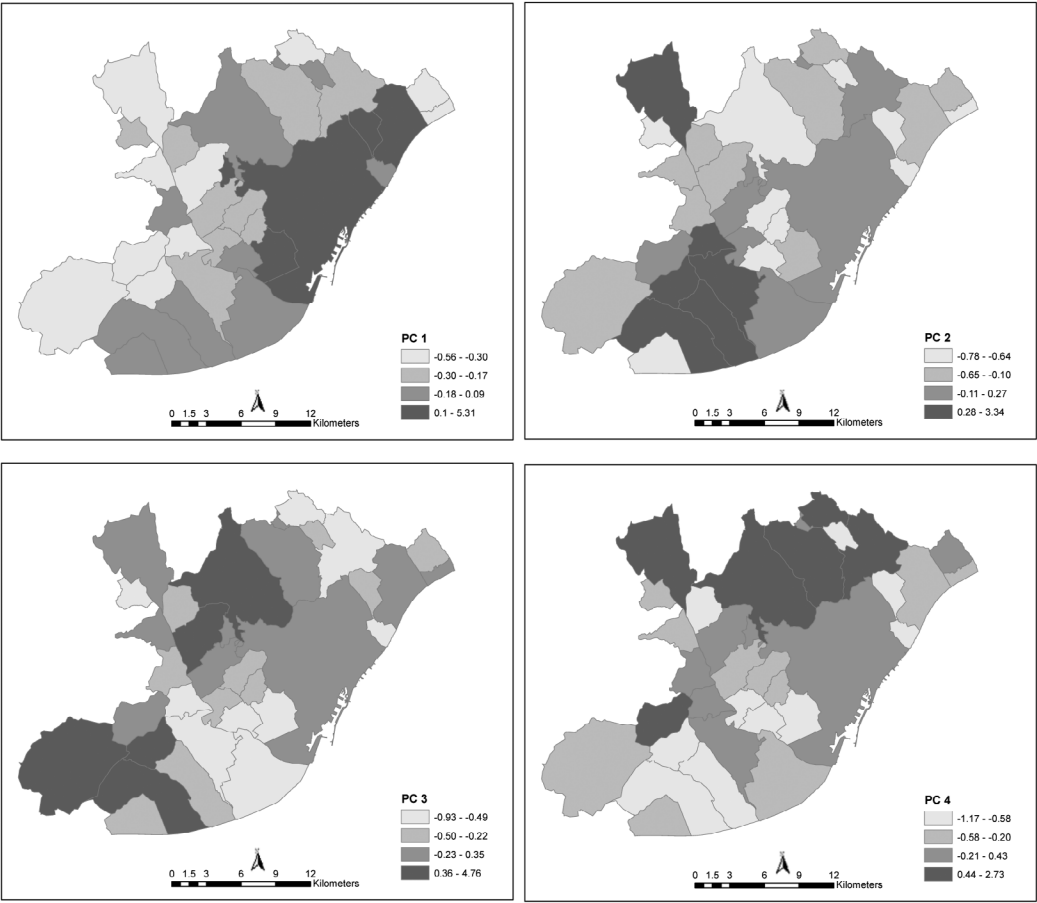 PC 1
-0.56 - -0.30
-0.30 - -0.17
-0.18 - 0.09
0.1 - 5.31
0 1.5 3 6 9 12
Kilometers
PC 2
-0.78 - -0.64
-0.65 - -0.10
-0.11 - 0.27
0.28 - 3.34
0 1.5 3 6 9 12
Kilometers
PC 3
-0.93 - -0.49
-0.50 - -0.22
-0.23 - 0.35
0.36 - 4.76
0 1.5 3 6 9 12
Kilometers
PC 4
-1.17 - -0.58
-0.58 - -0.20
-0.21 - 0.43
0.44 - 2.73
0 1.5 3 6 9 12
Kilometers